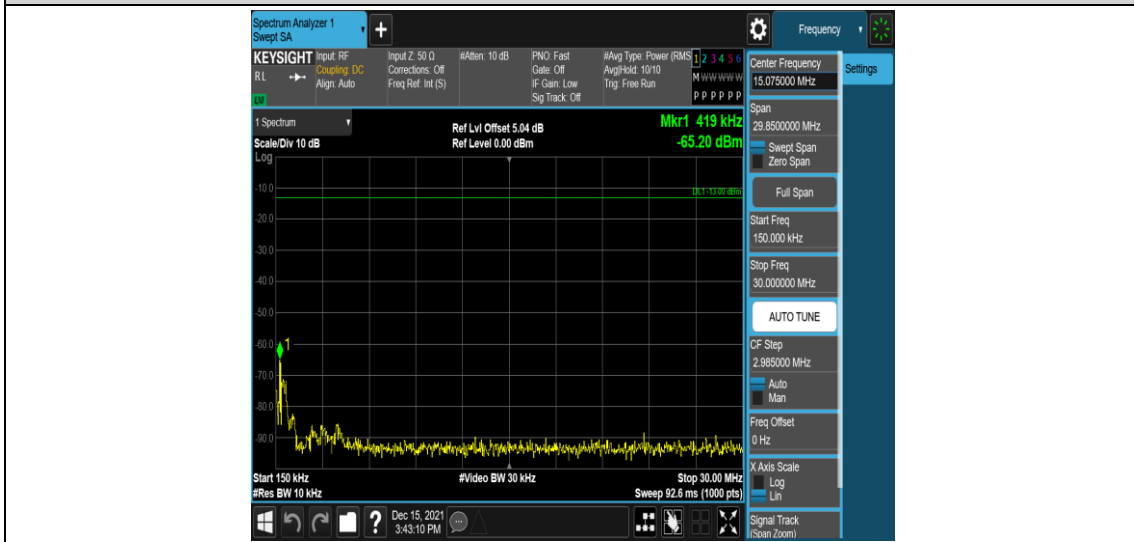 Spectrum Analyzer 1
Swept SA
+
Frequency
KEYSIGHT
RL
LXI
Input: RF
Coupling: DC
Align: Auto
Input Z: 50 Ω
Corrections: Off
Freq Ref: Int (S)
#Atten: 10 dB
PNO: Fast
Gate: Off
IF Gain: Low
Sig Track: Off
#Avg Type: Power (RMS
Avg|Hold: 10/10
Trig: Free Run
1 2 3 4 5 6
M W W W W W
P P P P P P
1 Spectrum
Scale/Div 10 dB
Log
Ref Lvl Offset 5.04 dB
Ref Level 0.00 dBm
Mkr1 419 kHz
-65.20 dBm
DL1 -13.00 dBm
-10.0
-20.0
-30.0
-40.0
-50.0
-60.0
1
-70.0
-80.0
-90.0
Start 150 kHz
#Res BW 10 kHz
#Video BW 30 kHz
Stop 30.00 MHz
Sweep 92.6 ms (1000 pts)
Center Frequency
15.075000 MHz
Settings
Span
29.8500000 MHz
Swept Span
Zero Span
Full Span
Start Freq
150.000 kHz
Stop Freq
30.000000 MHz
AUTO TUNE
CF Step
2.985000 MHz
Auto
Man
Freq Offset
0 Hz
X Axis Scale
Log
Lin
Signal Track
(Span Zoom)
?
Dec 15, 2021
3:43:10 PM